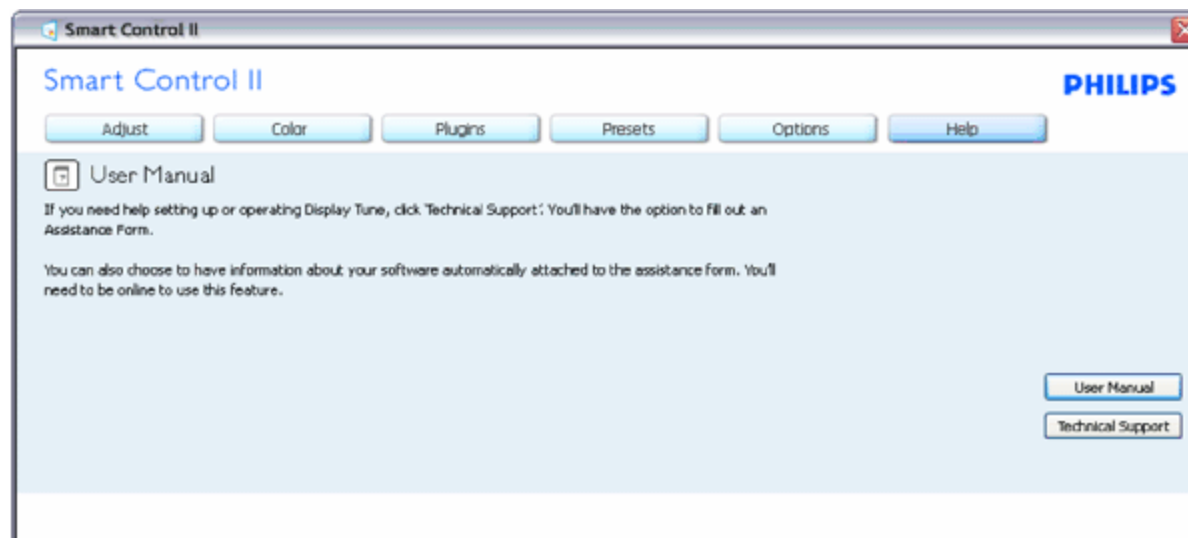 Smart Control II
Smart Control II
PHILIPS
Adjust Color Plugins Presets Options Help
User Manual
If you need help setting up or operating Display Tune, click 'Technical Support'. You'll have the option to fill out an
Assistance Form.
You can also choose to have information about your software automatically attached to the assistance form. You'll
need to be online to use this feature.
User Manual
Technical Support